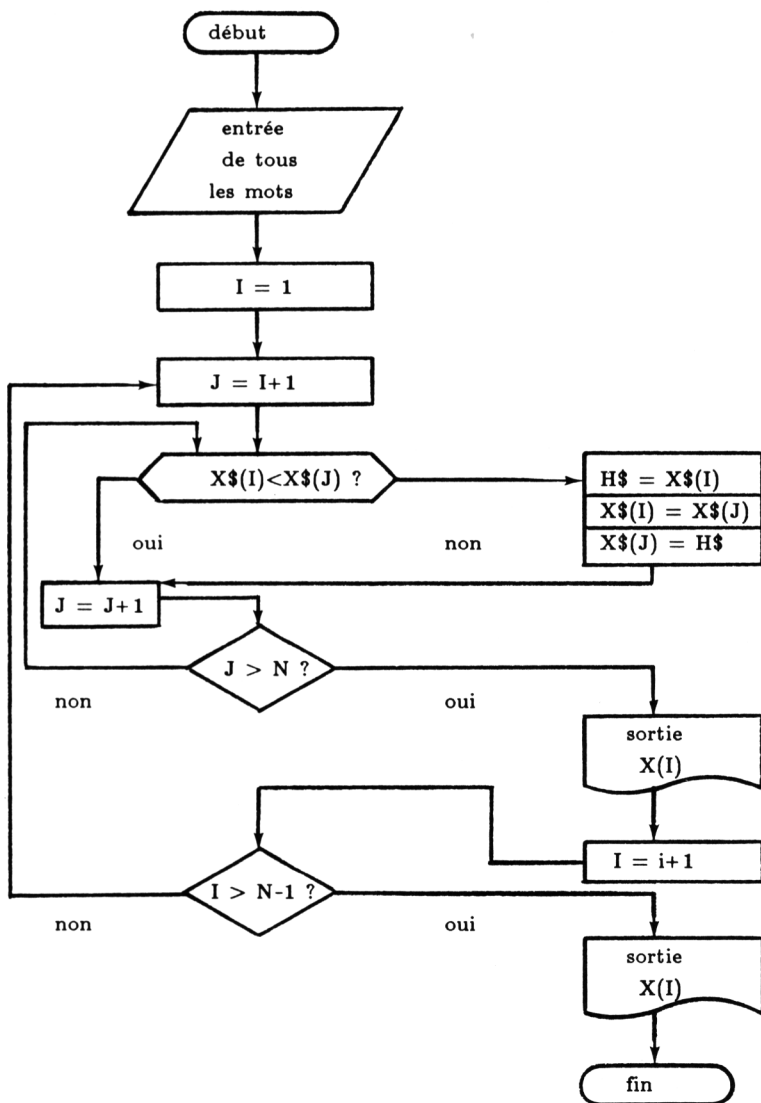 début
entrée
de tous
les mots
I = 1
J = I+1
X$(I)<X$(J) ?
H$ = X$(I)
X$(I) = X$(J)
X$(J) = H$
oui
non
J = J+1
J > N ?
non
oui
sortie
X(I)
I = i+1
I > N-1 ?
non
oui
sortie
X(I)
fin